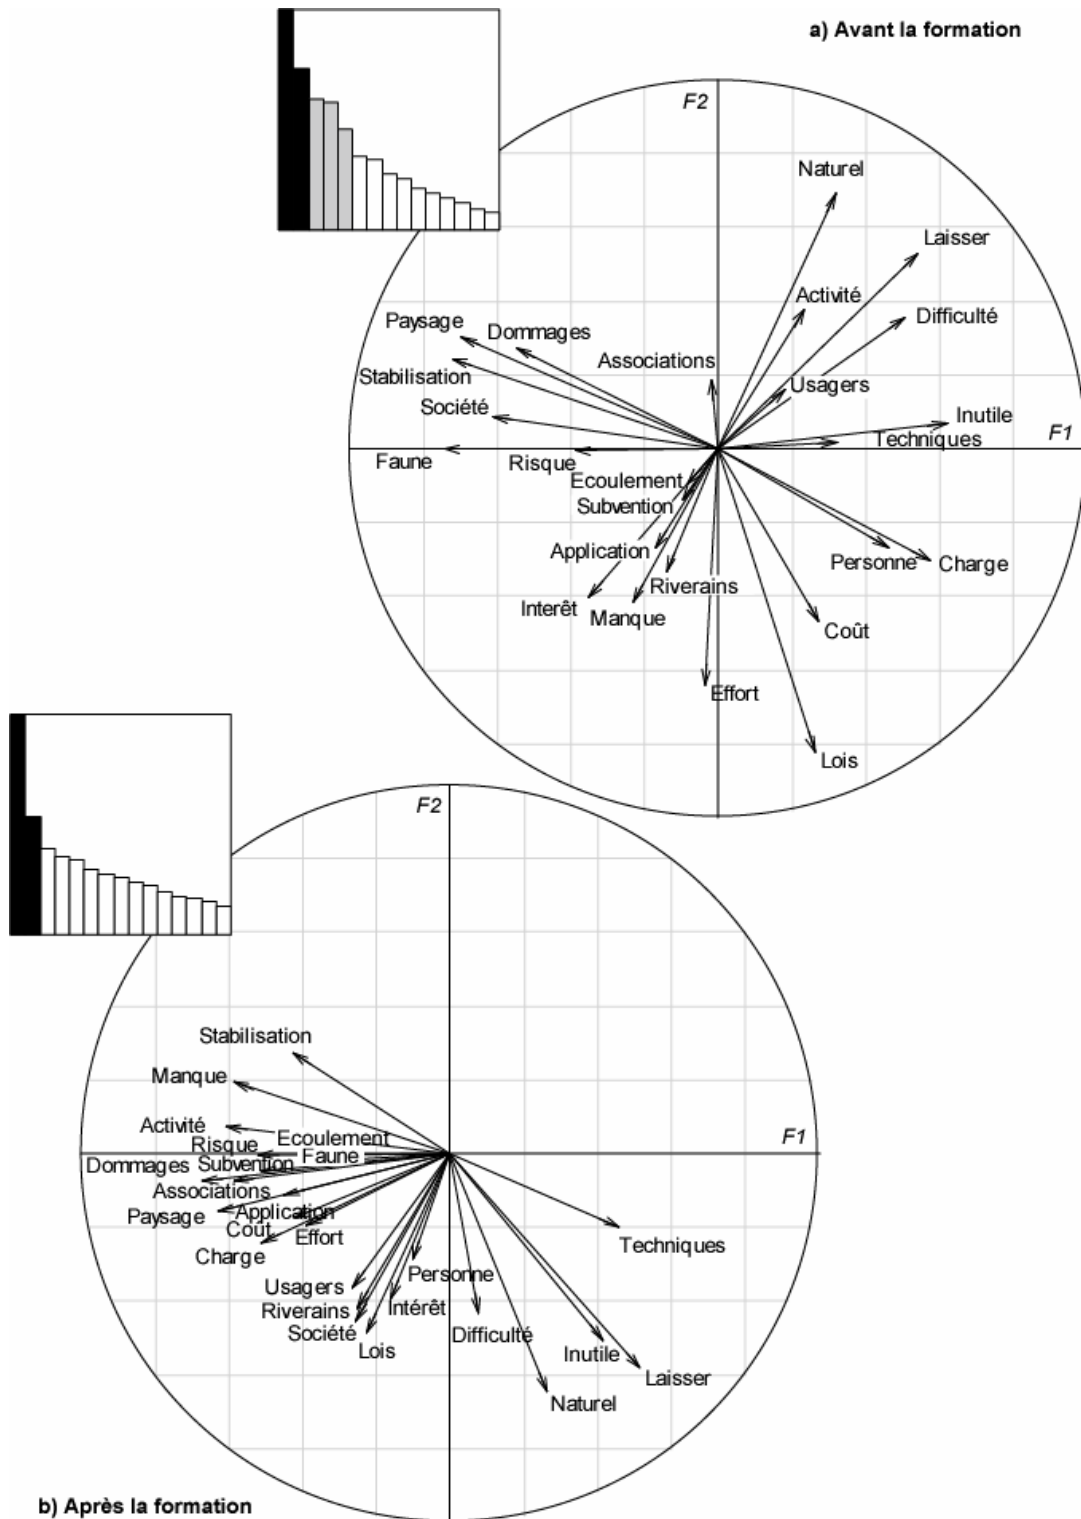 a) Avant la formation
F2
Naturel
Laisser
Activité
Difficulté
Paysage
Dommages
Associations
Stabilisation
Usagers
Société
Inutile
F1
Techniques
Faune
Risque
Ecoulement
Subvention
Application
Personne
Charge
Riverains
Interêt
Manque
Coût
Effort
Lois
F2
Stabilisation
Manque
Activité
Ecoulement
F1
Risque
Faune
Dommages
Subvention
Associations
Paysage
Application
Coût
Effort
Techniques
Charge
Personne
Usagers
Intérêt
Riverains
Société
Difficulté
Lois
Inutile
Laisser
Naturel
b) Après la formation